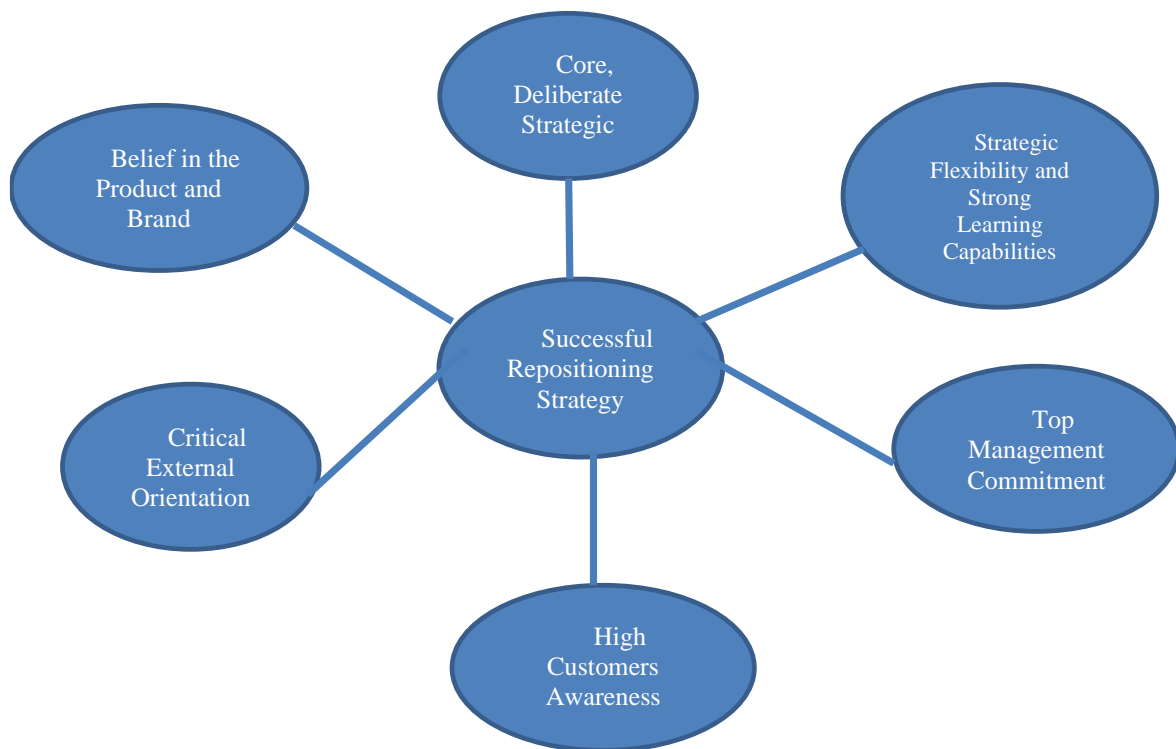 Core,
Deliberate
Strategic
Belief in the
Product and
Brand
Strategic
Flexibility and
Strong
Learning
Capabilities
Successful
Repositioning
Strategy
Critical
External
Orientation
Top
Management
Commitment
High
Customers
Awareness